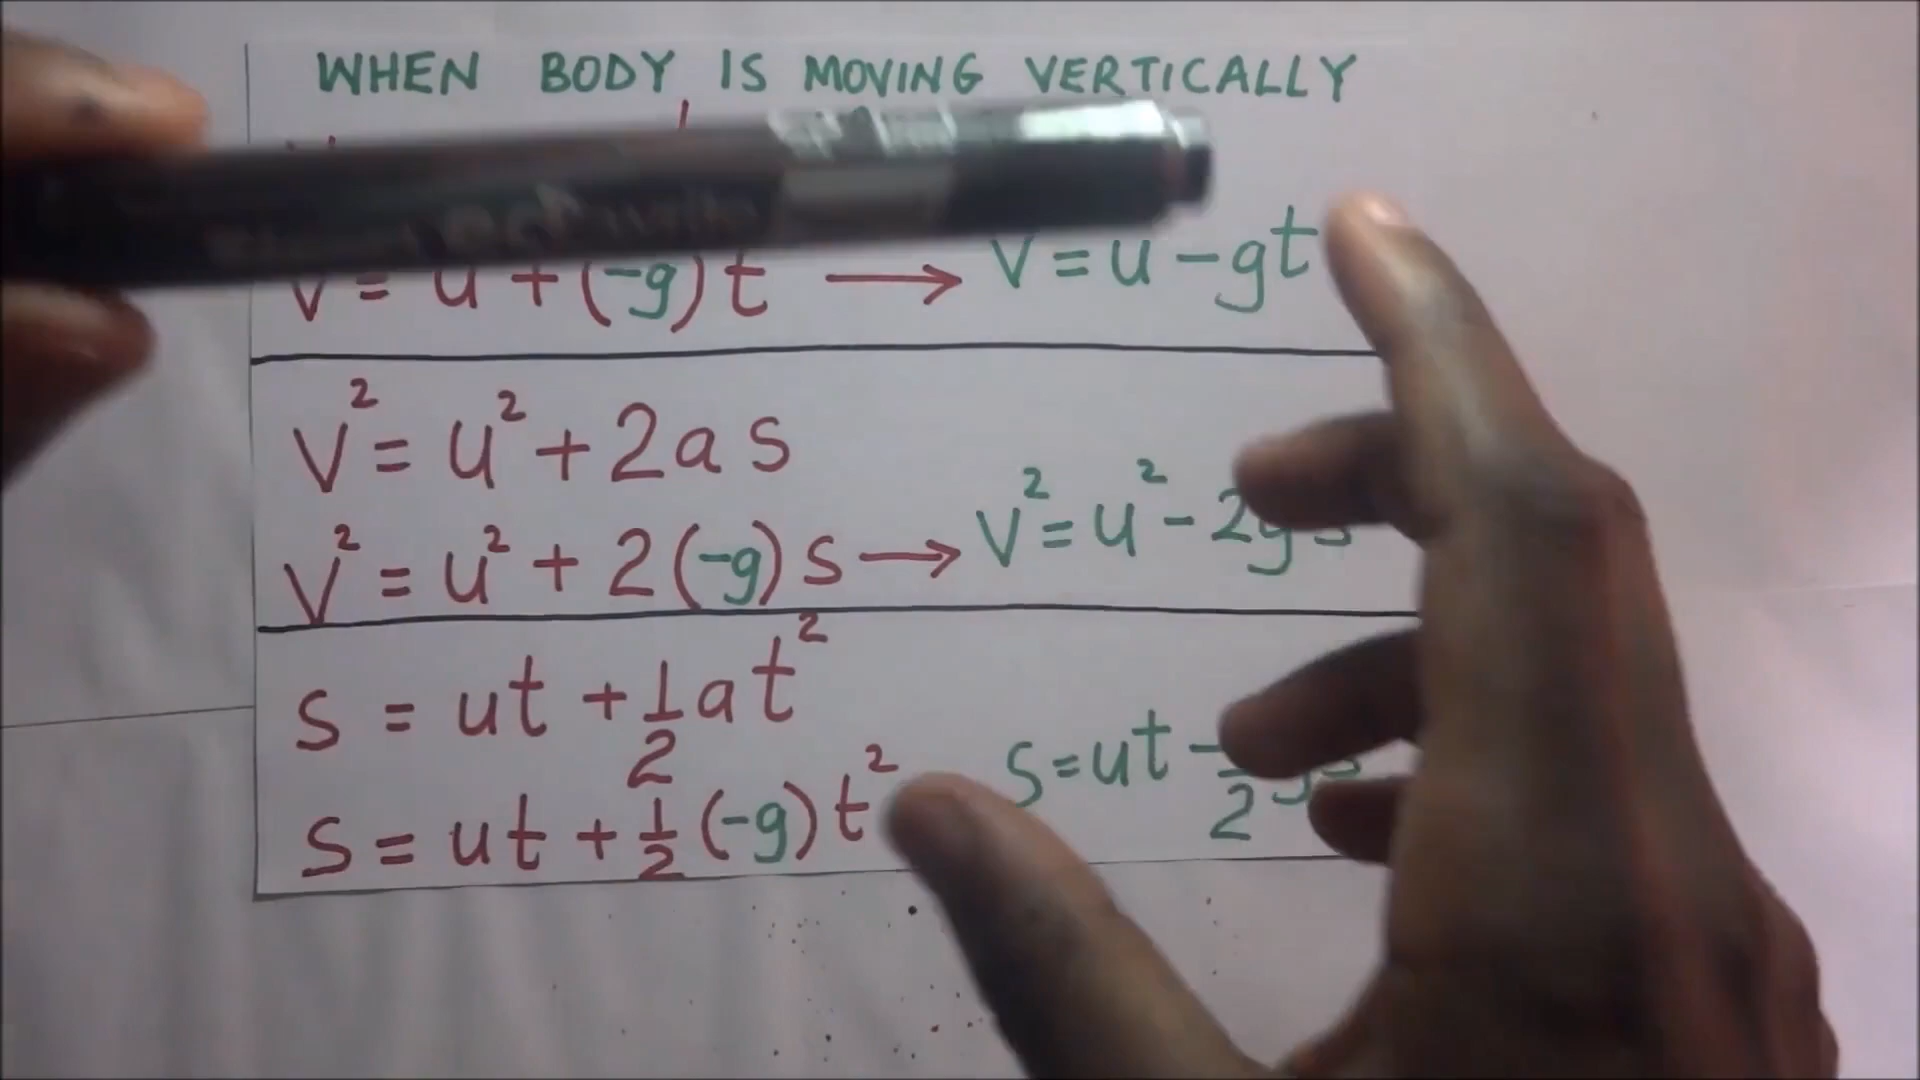 WHEN BODY IS MOVING VERTICALLY
V = u + (-g) t → V = u - gt
V² = u² + 2as
V² = u² + 2(-g)s → V² = u² - 2gs
s = ut + 1/2 at²
s = ut + 1/2 (-g)t²
s = ut -
2